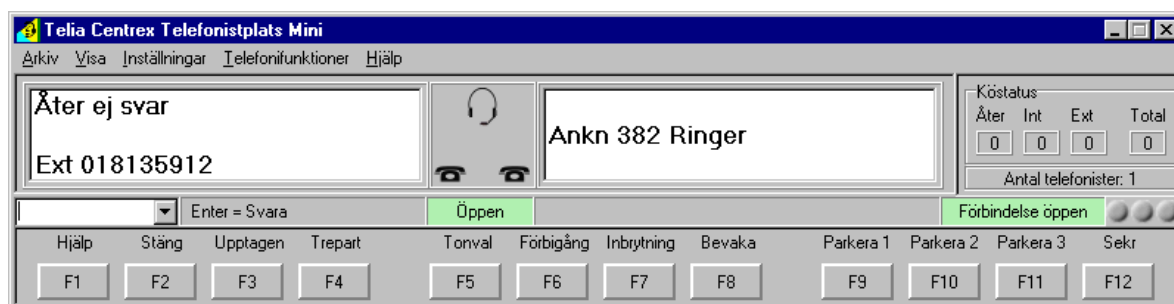 Telia Centrex Telefonistplats Mini
Arkiv Visa Inställningar Telefonifunktioner Hjälp
Åter ej svar
Ext 018135912
Ankn 382 Ringer
Köstatus
Åter Int Ext Total
0 0 0 0
Antal telefonister: 1
Enter = Svara Öppen Förbindelse öppen
Hjälp Stäng Upptagen Trepart Tonval Förbigång Inbrytning Bevaka Parkera 1 Parkera 2 Parkera 3 Sekr
F1 F2 F3 F4 F5 F6 F7 F8 F9 F10 F11 F12